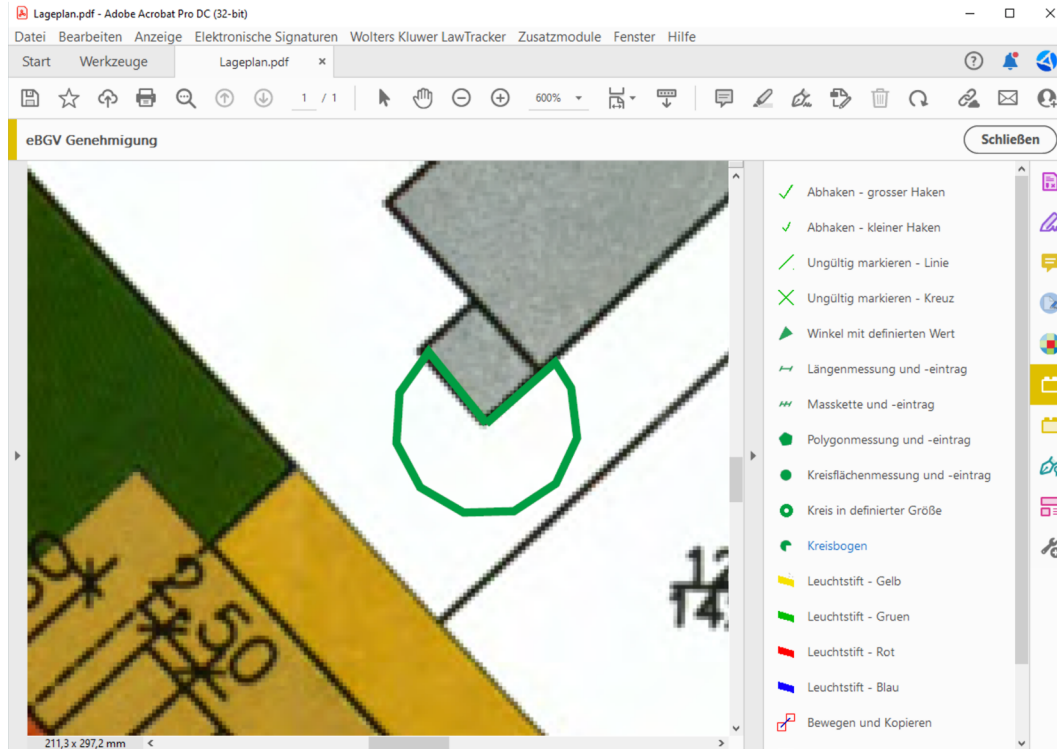 Lageplan.pdf - Adobe Acrobat Pro DC (32-bit)
Datei Bearbeiten Anzeige Elektronische Signaturen Wolters Kluwer LawTracker Zusatzmodule Fenster Hilfe
Start Werkzeuge Lageplan.pdf ×
1 / 1 600%
eBGV Genehmigung Schließen
Abhaken - grosser Haken
Abhaken - kleiner Haken
Ungültig markieren - Linie
Ungültig markieren - Kreuz
Winkel mit definierten Wert
Längenmessung und -eintrag
Masskette und -eintrag
Polygonmessung und -eintrag
Kreisflächenmessung und -eintrag
Kreis in definierter Größe
Kreisbogen
Leuchtstift - Gelb
Leuchtstift - Gruen
Leuchtstift - Rot
Leuchtstift - Blau
Bewegen und Kopieren
2,50
12
14
211,3 x 297,2 mm